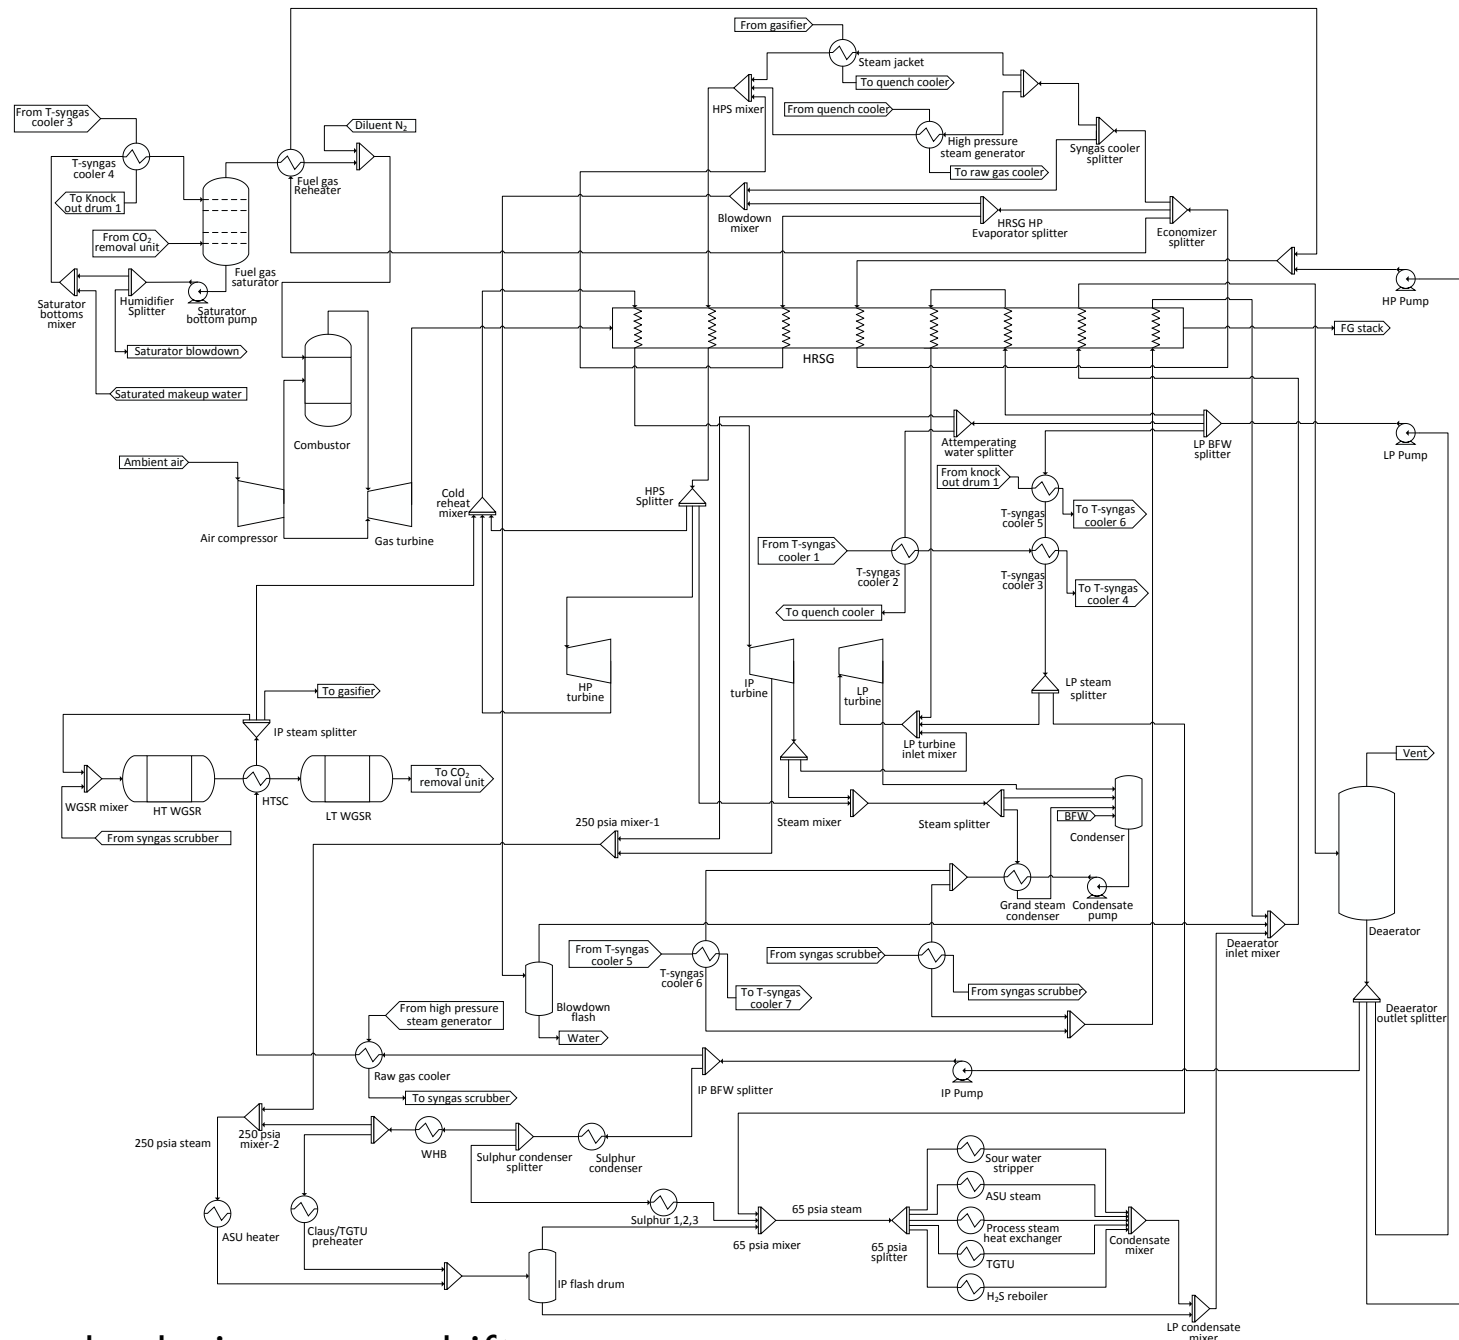 From gasifier
Steam jacket
To quench cooler
HPS mixer
From quench cooler
High pressure
steam generator
To raw gas cooler
Syngas cooler
splitter
From T-syngas
cooler 3
T-syngas
cooler 4
To Knock
out drum 1
From CO₂
removal unit
Diluent N₂
Fuel gas
Reheater
Fuel gas
saturator
Saturator
bottoms
mixer
Humidifier
Splitter
Saturator
bottom pump
Saturator blowdown
Saturated makeup water
Blowdown
mixer
HRSG HP
Evaporator splitter
Economizer
splitter
HP Pump
FG stack
HRSG
Combustor
Ambient air
Air compressor
Gas turbine
Cold
reheat
mixer
HPS
Splitter
Attemperating
water splitter
LP BFW
splitter
LP Pump
From knock
out drum 1
T-syngas
cooler 5
To T-syngas
cooler 6
From T-syngas
cooler 1
T-syngas
cooler 2
T-syngas
cooler 3
To T-syngas
cooler 4
To quench cooler
HP
turbine
IP
turbine
LP
turbine
LP steam
splitter
LP turbine
inlet mixer
To gasifier
IP steam splitter
WGSR mixer
HT WGSR
HTSC
LT WGSR
To CO₂
removal unit
From syngas scrubber
250 psia mixer-1
Steam mixer
Steam splitter
BFW
Condenser
Vent
Grand steam
condenser
Condensate
pump
Deaerator
Deaerator
inlet mixer
Deaerator
outlet splitter
From T-syngas
cooler 5
T-syngas
cooler 6
To T-syngas
cooler 7
From syngas scrubber
From syngas scrubber
Blowdown
flash
Water
From high pressure
steam generator
Raw gas cooler
To syngas scrubber
IP BFW splitter
IP Pump
250 psia steam
250 psia
mixer-2
WHB
Sulphur condenser
splitter
Sulphur
condenser
ASU heater
Claus/TGTU
preheater
Sulphur 1,2,3
IP flash drum
65 psia mixer
65 psia steam
65 psia
splitter
Sour water
stripper
ASU steam
Process steam
heat exchanger
TGTU
H₂S reboiler
Condensate
mixer
LP condensate
mixer